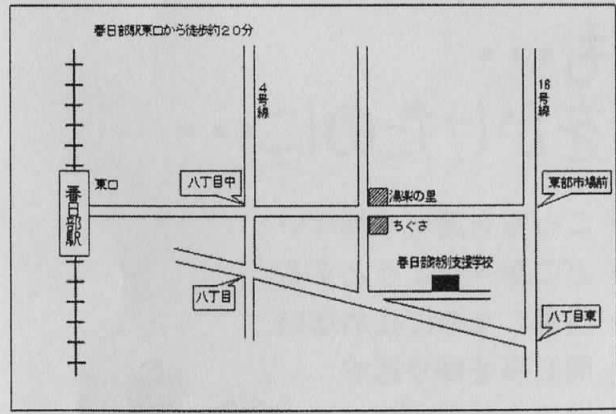 春日部駅東口から徒歩約20分
4号線
16号線
春日部駅
東口
八丁目中
湯楽の里
東部市場前
ちぐさ
春日部特別支援学校
八丁目
八丁目東